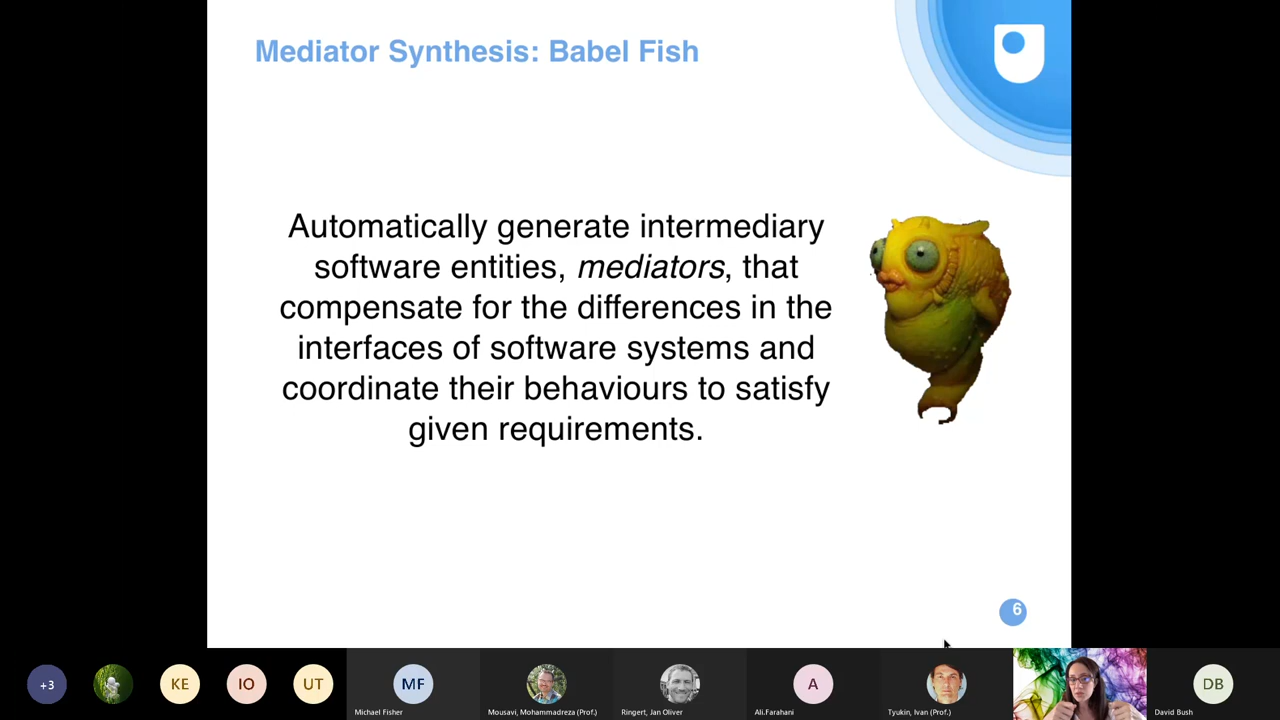 Mediator Synthesis: Babel Fish
Automatically generate intermediary
software entities, mediators, that
compensate for the differences in the
interfaces of software systems and
coordinate their behaviours to satisfy
given requirements.
6
+3
KE
IO
UT
MF
A
DB
Michael Fisher
Mousavi, Mohammadreza (Prof.)
Ringert, Jan Oliver
Ali.Farahani
Tyukin, Ivan (Prof.)
David Bush